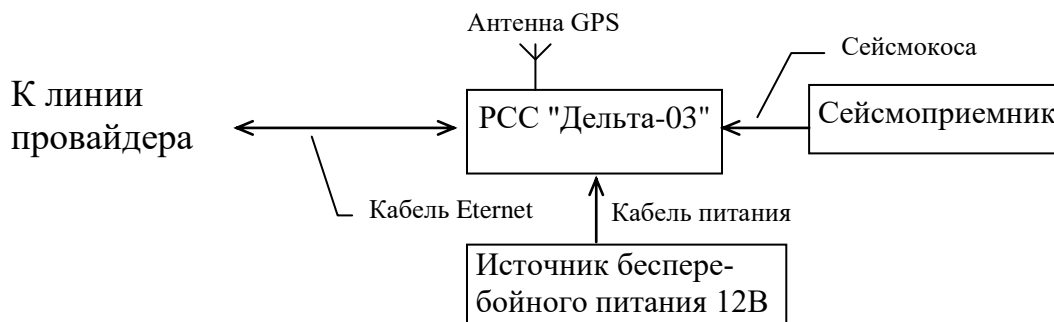 Антенна GPS
Сейсмокоса
К линии
провайдера
РСС "Дельта-03"
Сейсмоприемник
Кабель Eternet
Кабель питания
Источник беспере-
бойного питания 12В